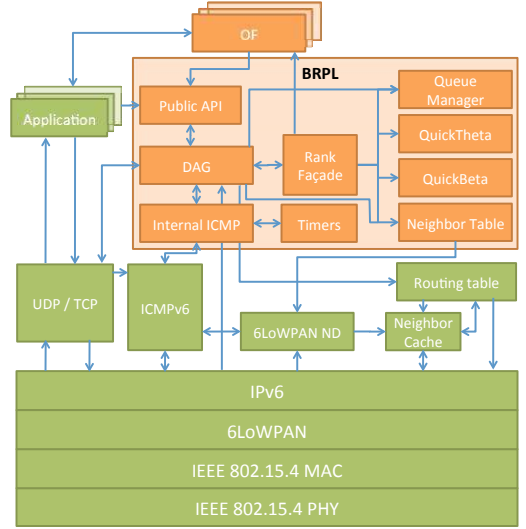 OF
BRPL
Application
Public API
Queue
Manager
QuickTheta
DAG
Rank
Façade
QuickBeta
Internal ICMP
Timers
Neighbor Table
UDP / TCP
ICMPv6
6LoWPAN ND
Routing table
Neighbor
Cache
IPv6
6LoWPAN
IEEE 802.15.4 MAC
IEEE 802.15.4 PHY